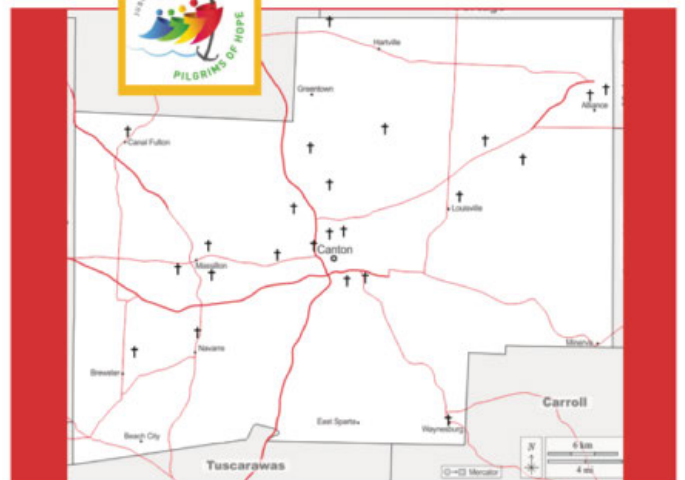 PILGRIMS OF HOPE
Hartville
Greentown
Alliance
Canal Fulton
Louisville
Canton
Massillon
Navarre
Minerva
Brewster
Carroll
East Sparta
Waynesburg
Beach City
Tuscarawas
N
6 km
4 mi
Mercator